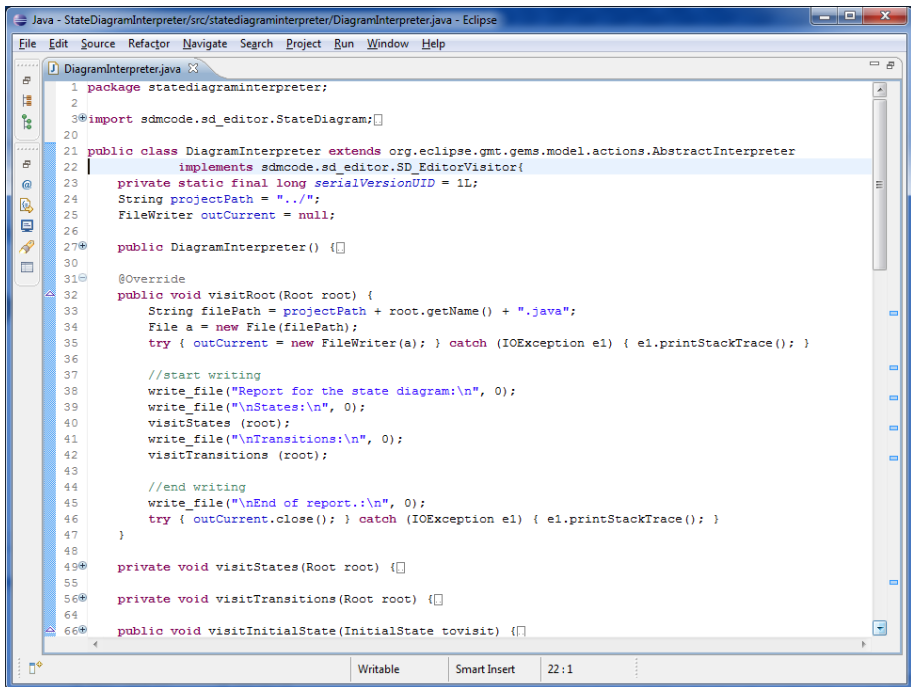 Java - StateDiagramInterpreter/src/statediagraminterpreter/DiagramInterpreter.java - Eclipse
File Edit Source Refactor Navigate Search Project Run Window Help
DiagramInterpreter.java
1 package statediagraminterpreter;
2
3 import sdmcode.sd_editor.StateDiagram;
20
21 public class DiagramInterpreter extends org.eclipse.gmt.gems.model.actions.AbstractInterpreter
22 implements sdmcode.sd_editor.SD_EditorVisitor{
23 private static final long serialVersionUID = 1L;
24 String projectPath = "../";
25 FileWriter outCurrent = null;
26
27 public DiagramInterpreter() {
30
31 @Override
32 public void visitRoot(Root root) {
33 String filePath = projectPath + root.getName() + ".java";
34 File a = new File(filePath);
35 try { outCurrent = new FileWriter(a); } catch (IOException e1) { e1.printStackTrace(); }
36
37 //start writing
38 write_file("Report for the state diagram:\n", 0);
39 write_file("\nStates:\n", 0);
40 visitStates (root);
41 write_file("\nTransitions:\n", 0);
42 visitTransitions (root);
43
44 //end writing
45 write_file("\nEnd of report.:\n", 0);
46 try { outCurrent.close(); } catch (IOException e1) { e1.printStackTrace(); }
47 }
48
49 private void visitStates(Root root) {
55
56 private void visitTransitions(Root root) {
64
66 public void visitInitialState(InitialState tovisit) {
Writable Smart Insert 22 : 1